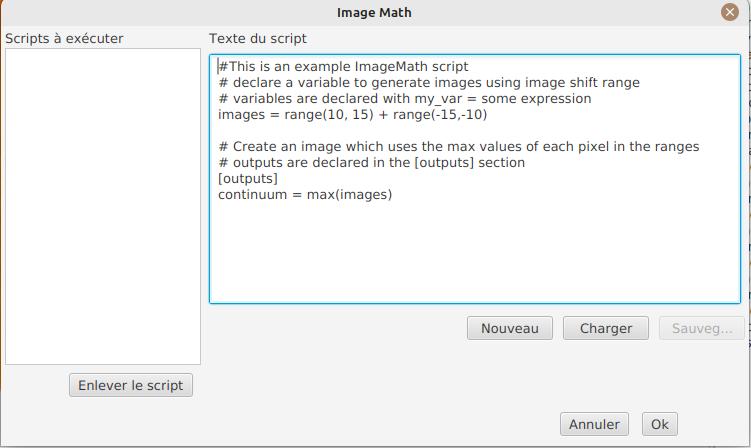 Image Math
Scripts à exécuter
Texte du script
#This is an example ImageMath script
# declare a variable to generate images using image shift range
# variables are declared with my_var = some expression
images = range(10, 15) + range(-15,-10)
# Create an image which uses the max values of each pixel in the ranges
# outputs are declared in the [outputs] section
[outputs]
continuum = max(images)
Nouveau
Charger
Sauveg...
Enlever le script
Annuler
Ok